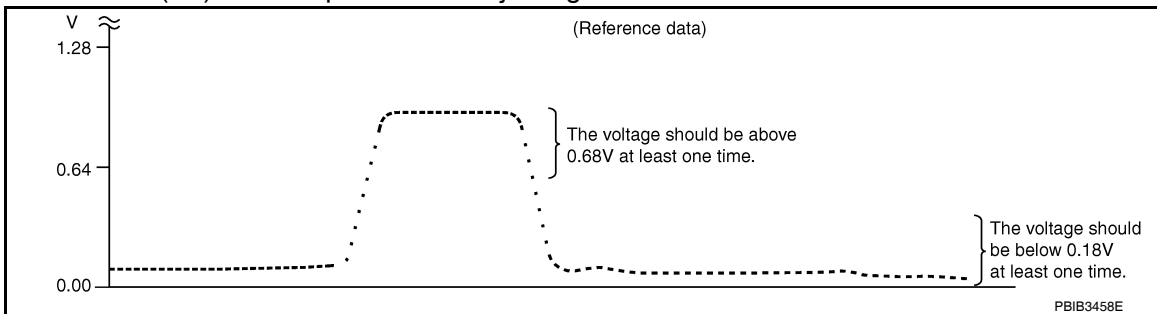 V
(Reference data)
1.28
The voltage should be above
0.68V at least one time.
0.64
The voltage should
be below 0.18V
at least one time.
0.00
PBIB3458E